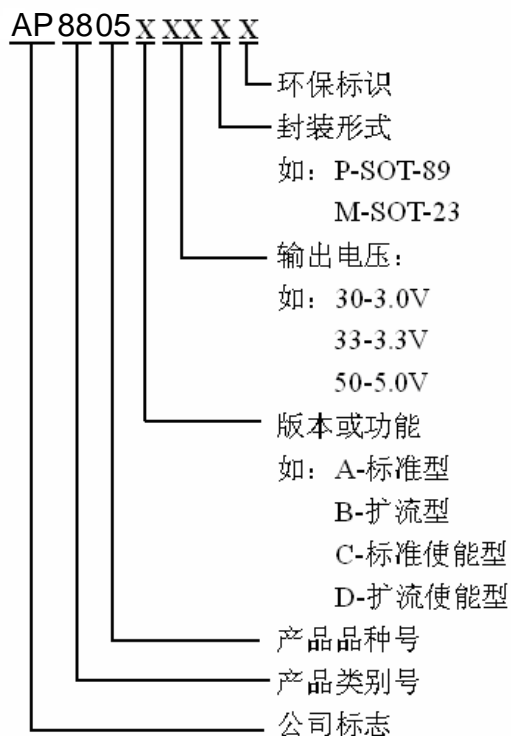 AP8805X XX X X
环保标识
封装形式
如：P-SOT-89
M-SOT-23
输出电压：
如：30-3.0V
33-3.3V
50-5.0V
版本或功能
如：A-标准型
B-扩流型
C-标准使能型
D-扩流使能型
产品品种号
产品类别号
公司标志